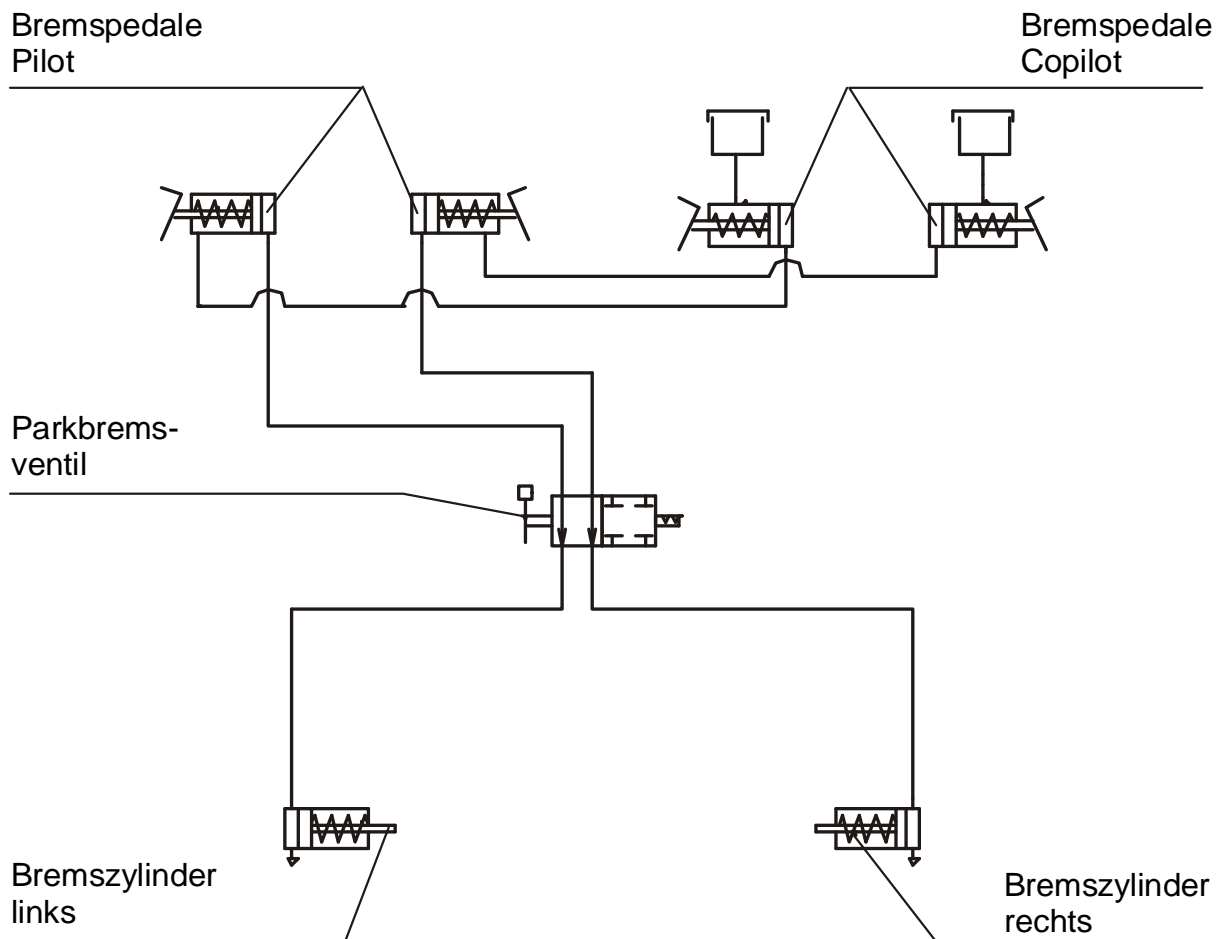 Bremspedale
Pilot
Bremspedale
Copilot
Parkbrems-
ventil
Bremszylinder
links
Bremszylinder
rechts